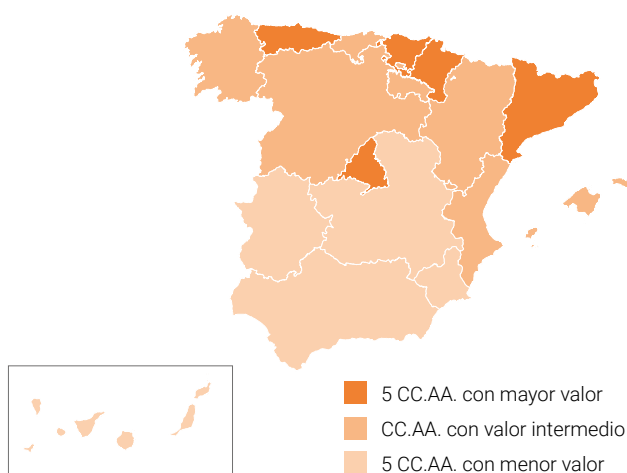 5 CC.AA. con mayor valor
CC.AA. con valor intermedio
5 CC.AA. con menor valor